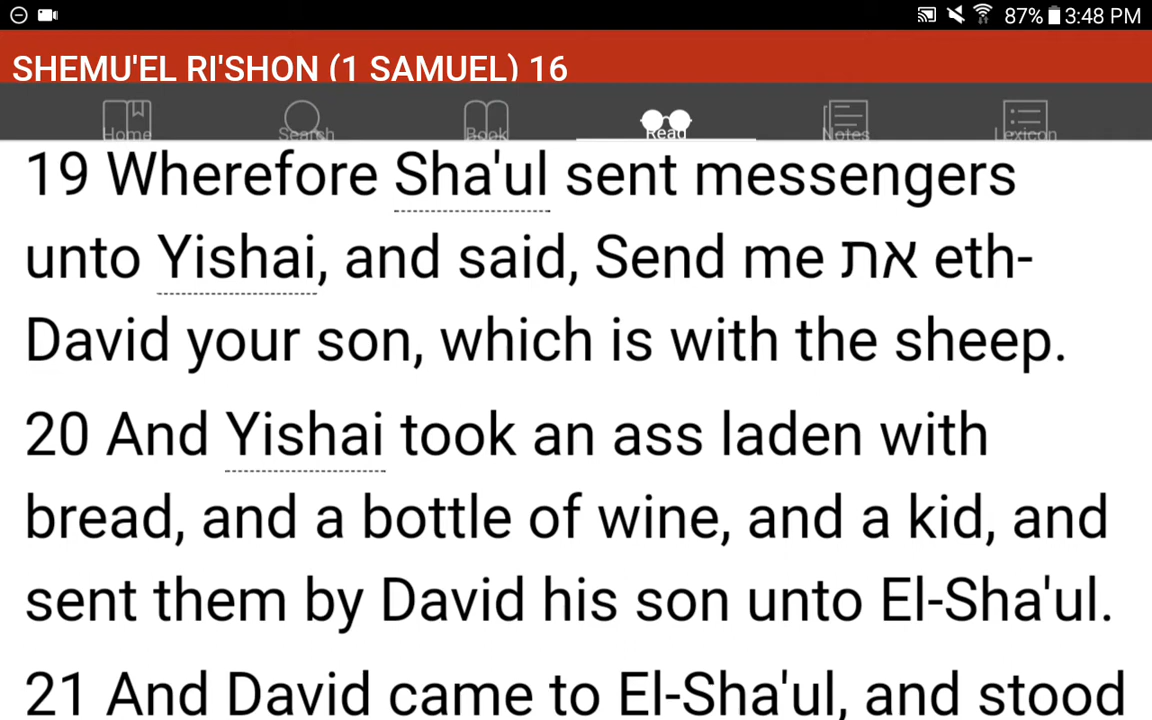 87% 3:48 PM
SHEMU'EL RI'SHON (1 SAMUEL) 16
Home Search Book Read Notes Lexicon
19 Wherefore Sha'ul sent messengers
unto Yishai, and said, Send me את eth-
David your son, which is with the sheep.
20 And Yishai took an ass laden with
bread, and a bottle of wine, and a kid, and
sent them by David his son unto El-Sha'ul.
21 And David came to El-Sha'ul, and stood